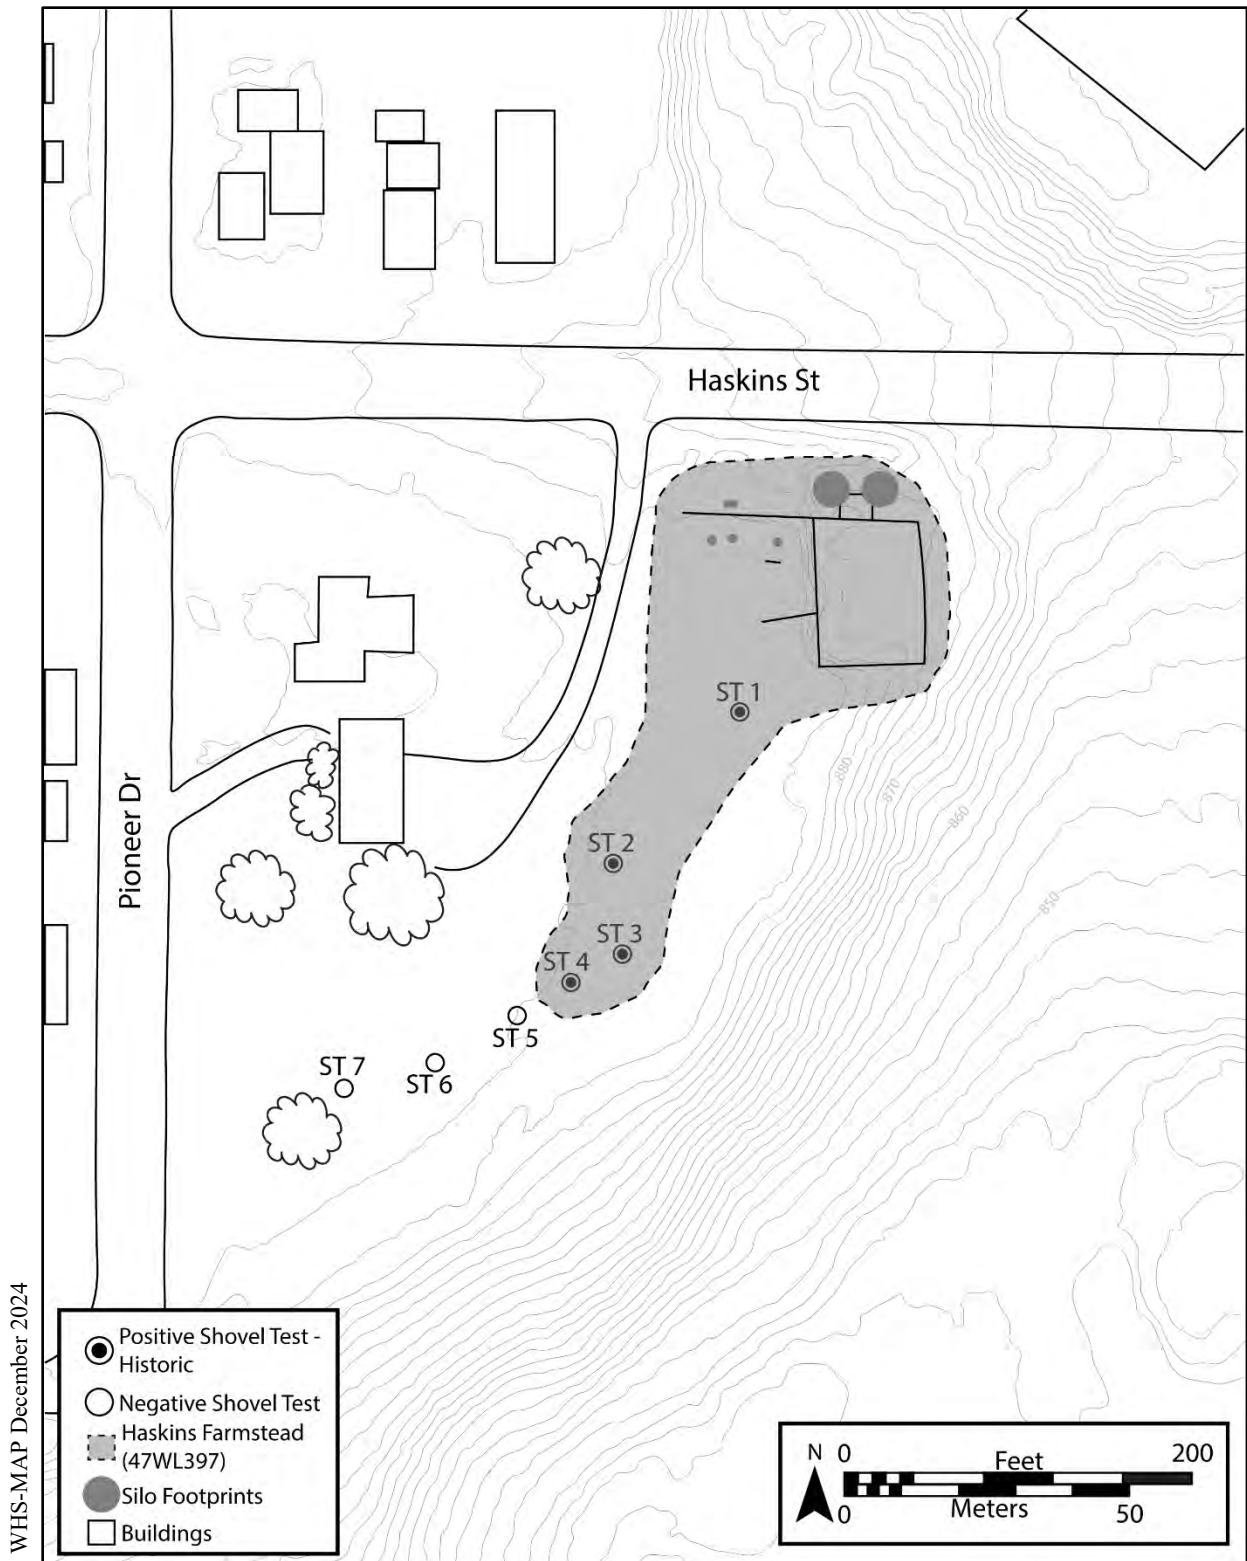 Haskins St
ST 1
880
870
860
Pioneer Dr
ST 2
850
ST 3
ST 4
ST 5
ST 7
ST 6
WHS-MAP December 2024
Positive Shovel Test -
Historic
Negative Shovel Test
Haskins Farmstead
(47WL397)
Silo Footprints
Buildings
N 0 Feet 200
0 Meters 50